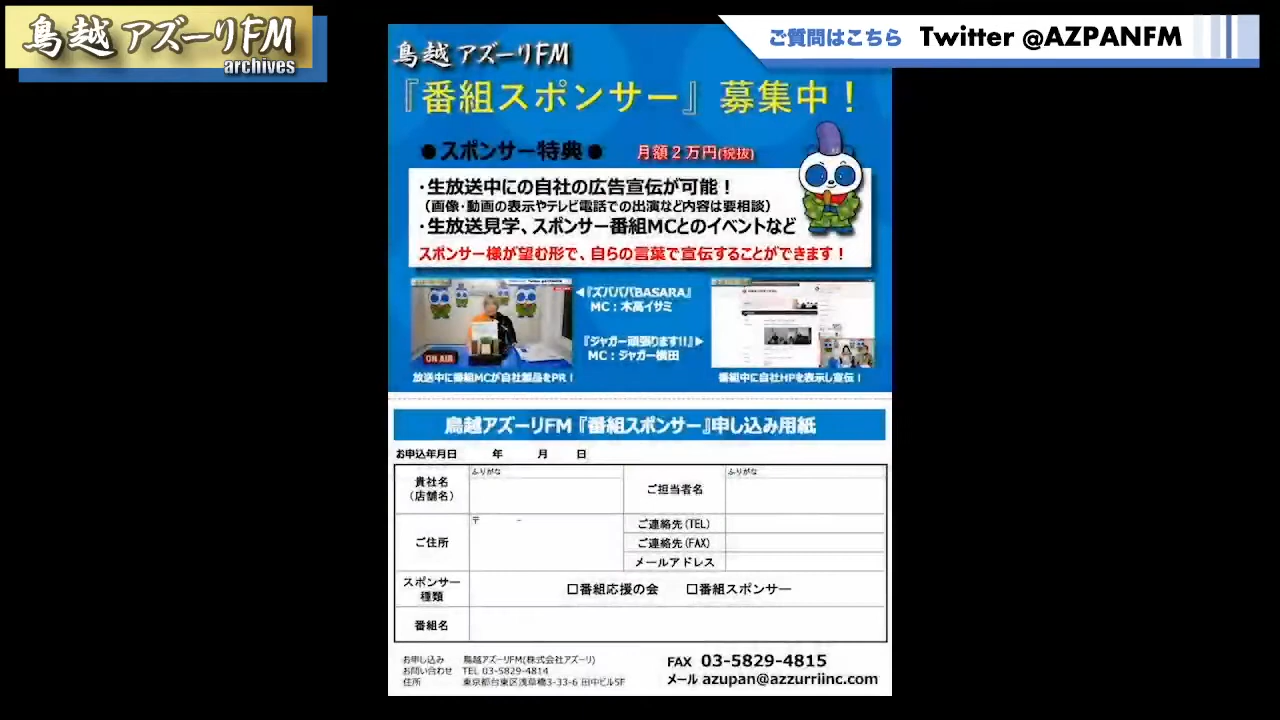 鳥越アズーリFM
archives
ご質問はこちら Twitter @AZPANFM
鳥越アズーリFM
『番組スポンサー』募集中！
●スポンサー特典● 月額２万円(税抜)
・生放送中にの自社の広告宣伝が可能！
（画像・動画の表示やテレビ電話での出演など内容は要相談）
・生放送見学、スポンサー番組MCとのイベントなど
スポンサー様が望む形で、自らの言葉で宣伝することができます！
◀『ズバババBASARA』
MC：木高イサミ
『ジャガー頑張ります!!』▶
MC：ジャガー横田
ON AIR
放送中に番組MCが自社製品をPR！
番組中に自社HPを表示し宣伝！
鳥越アズーリFM『番組スポンサー』申し込み用紙
お申込年月日 年 月 日
貴社名
（店舗名）
ふりがな
ご担当者名
ふりがな
ご住所
〒 -
ご連絡先(TEL)
ご連絡先(FAX)
メールアドレス
スポンサー
種類
□番組応援の会 □番組スポンサー
番組名
お申し込み 鳥越アズーリFM(株式会社アズーリ)
お問い合わせ TEL 03-5829-4814
住所 東京都台東区浅草橋3-33-6 田中ビル5F
FAX 03-5829-4815
メール azupan@azzurriinc.com